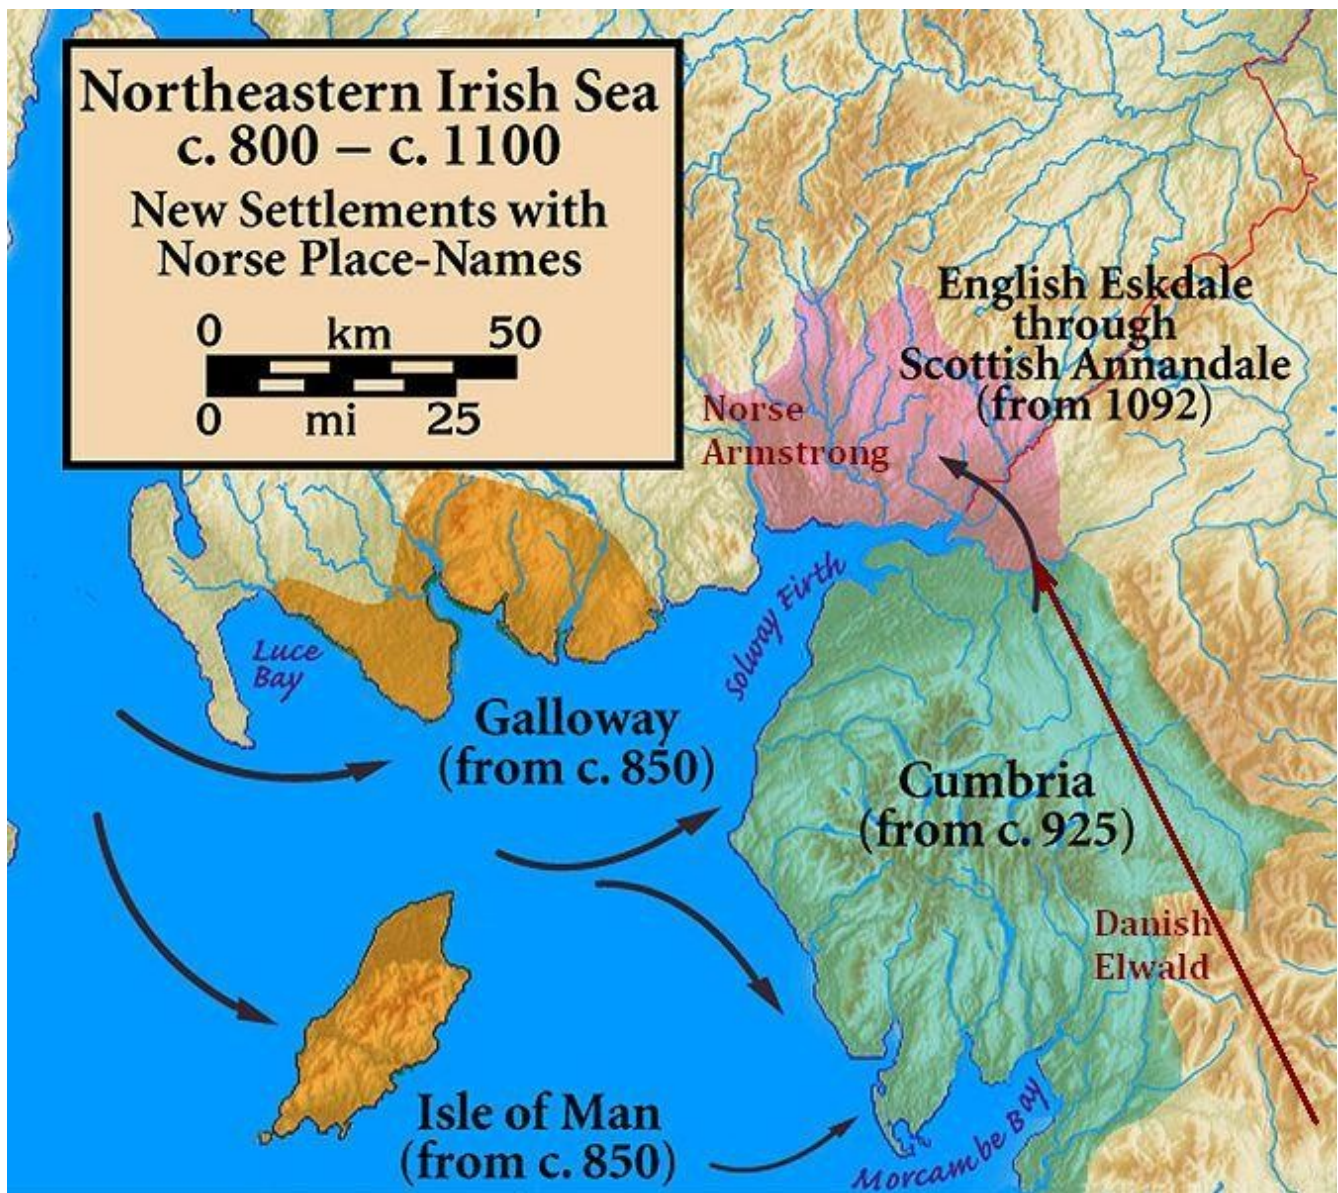 Northeastern Irish Sea
c. 800 – c. 1100
New Settlements with
Norse Place-Names
0 km 50
0 mi 25
English Eskdale
through
Scottish Annandale
(from 1092)
Norse
Armstrong
Solway Firth
Luce
Bay
Galloway
(from c. 850)
Cumbria
(from c. 925)
Danish
Elwald
Isle of Man
(from c. 850)
Morcambe Bay